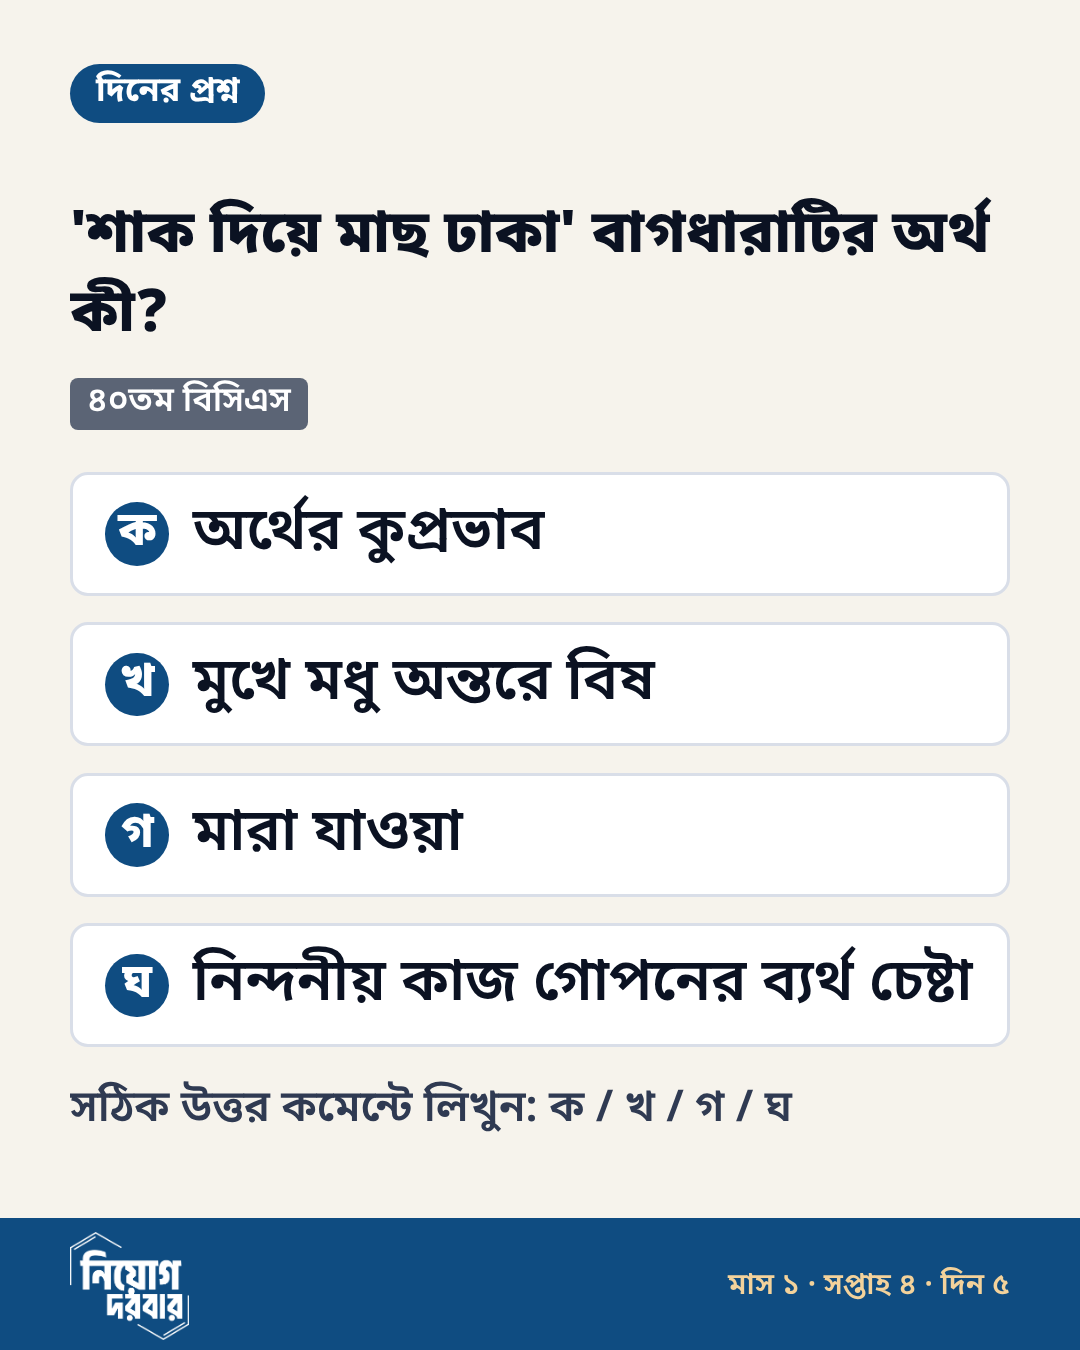 দিনের প্রশ্ন
'শাক দিয়ে মাছ ঢাকা' বাগধারাটির অর্থ
কী?
৪০তম বিসিএস
ক অর্থের কুপ্রভাব
খ মুখে মধু অন্তরে বিষ
গ মারা যাওয়া
ঘ নিন্দনীয় কাজ গোপনের ব্যর্থ চেষ্টা
সঠিক উত্তর কমেন্টে লিখুন: ক / খ / গ / ঘ
নিয়োগ
দরবার
মাস ১ · সপ্তাহ ৪ · দিন ৫